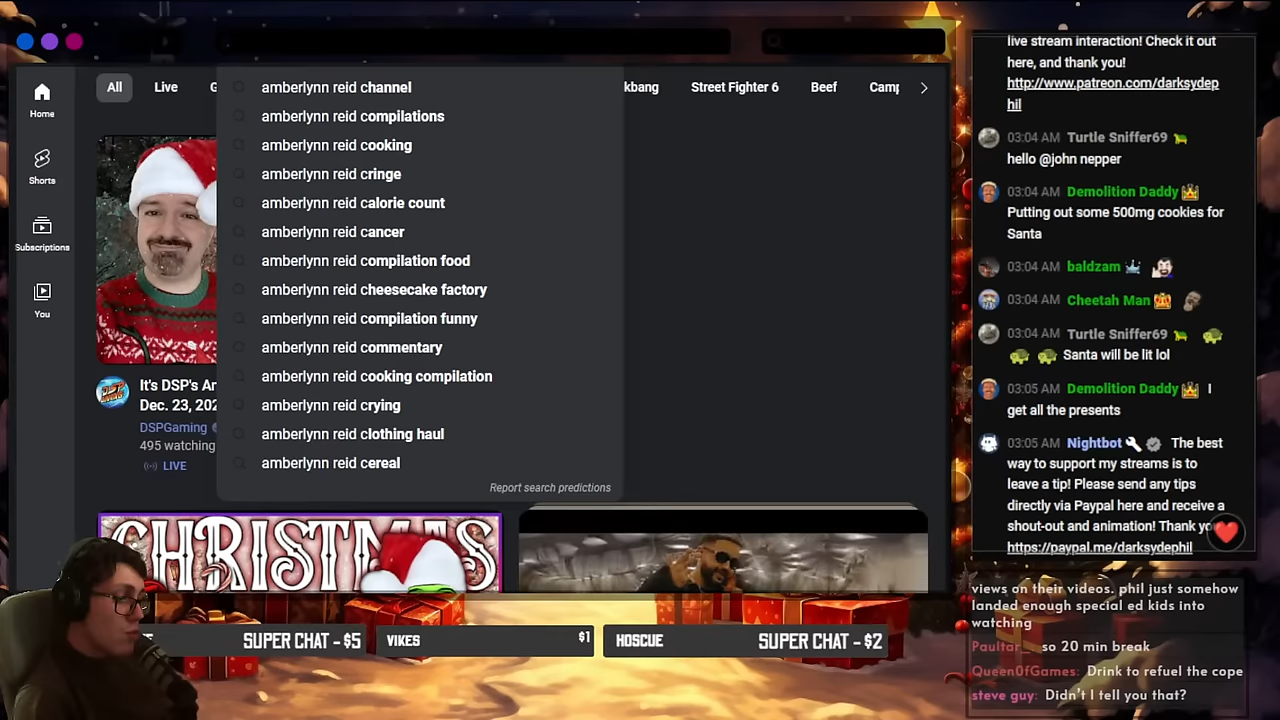 All
Live
G
kbang
Street Fighter 6
Beef
Camp
Home
Shorts
Subscriptions
You
amberlynn reid channel
amberlynn reid compilations
amberlynn reid cooking
amberlynn reid cringe
amberlynn reid calorie count
amberlynn reid cancer
amberlynn reid compilation food
amberlynn reid cheesecake factory
amberlynn reid compilation funny
amberlynn reid commentary
amberlynn reid cooking compilation
amberlynn reid crying
amberlynn reid clothing haul
amberlynn reid cereal
Report search predictions
It's DSP's An
Dec. 23, 202
DSPGaming
495 watching
LIVE
CHRISTMAS
SUPER CHAT - $5
VIKES
$1
HOSCUE
SUPER CHAT - $2
live stream interaction! Check it out
here, and thank you!
http://www.patreon.com/darksydep
hil
03:04 AM Turtle Sniffer69
hello @john nepper
03:04 AM Demolition Daddy
Putting out some 500mg cookies for
Santa
03:04 AM baldzam
03:04 AM Cheetah Man
03:04 AM Turtle Sniffer69
Santa will be lit lol
03:05 AM Demolition Daddy I
get all the presents
03:05 AM Nightbot The best
way to support my streams is to
leave a tip! Please send any tips
directly via Paypal here and receive a
shout-out and animation! Thank yo
https://paypal.me/darksydephil
views on their videos. phil just somehow
landed enough special ed kids into
watching
Paultar_: so 20 min break
Queen0fGames: Drink to refuel the cope
steve guy: Didn't I tell you that?